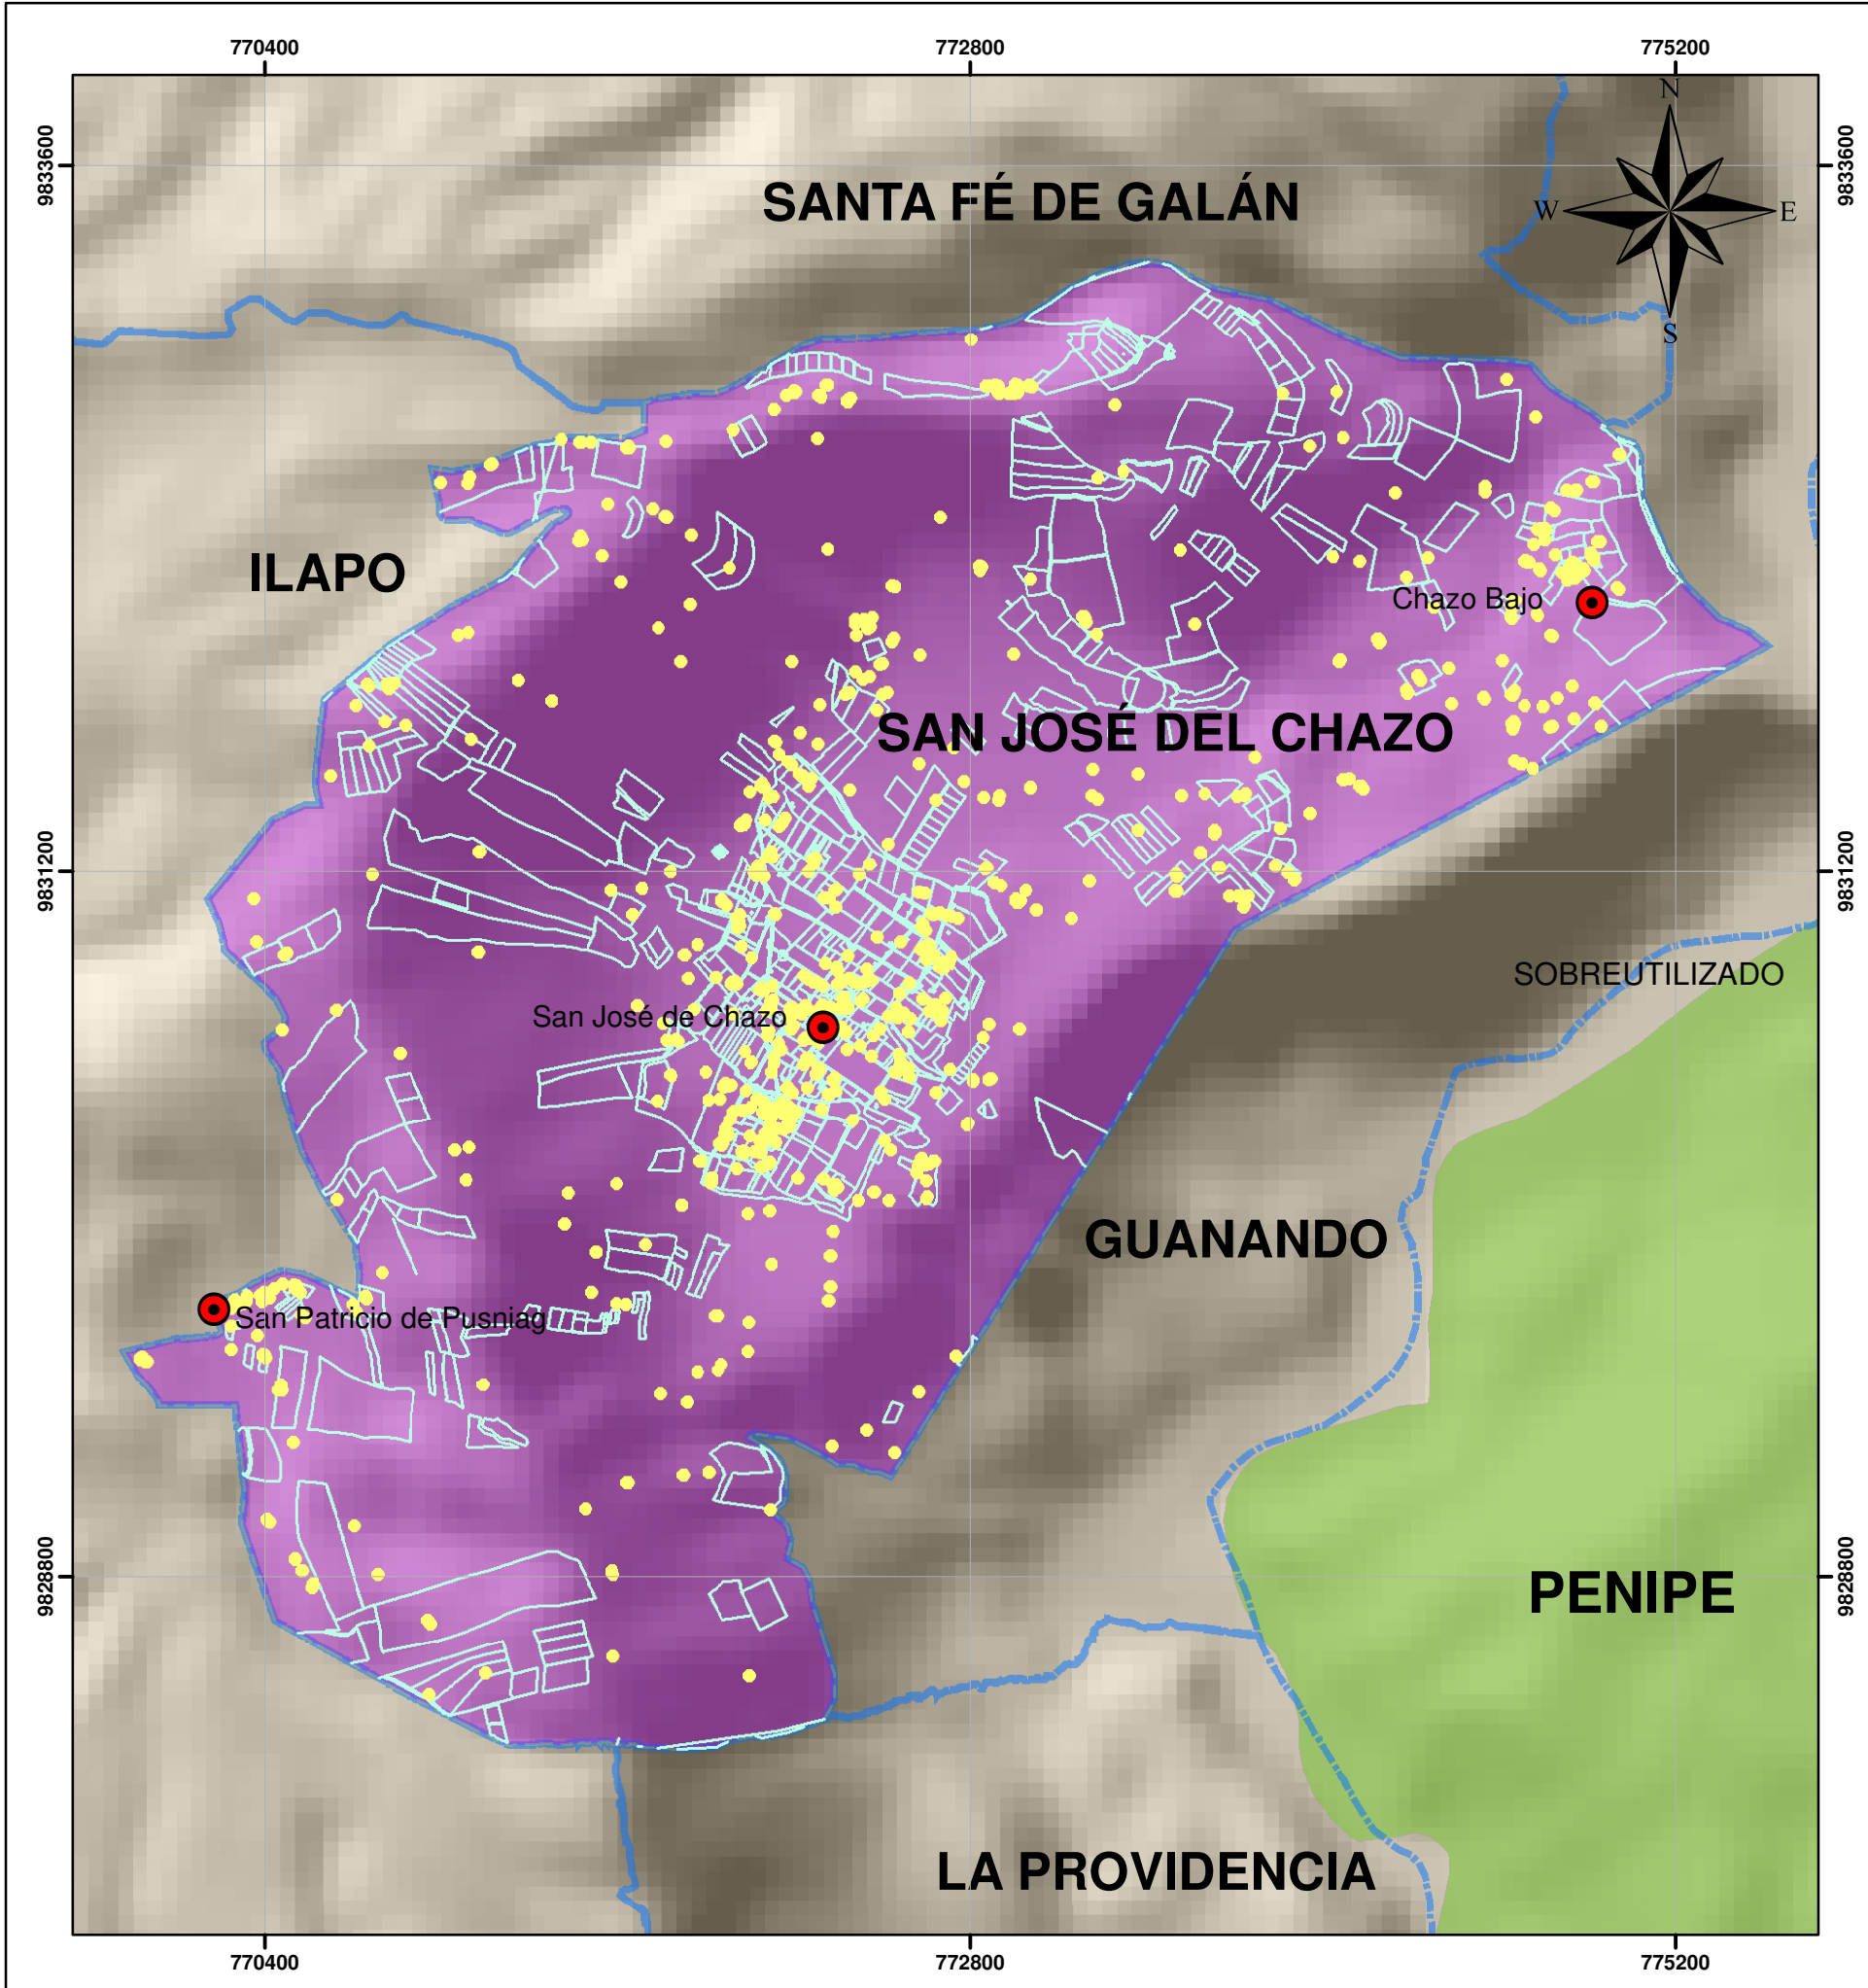 770400 772800 775200
9833600 9833600
N
W E
S
SANTA FÉ DE GALÁN
ILAPO
Chazo Bajo
SAN JOSÉ DEL CHAZO
9831200 9831200
SOBREUTILIZADO
San José de Chazo
GUANANDO
San Patricio de Pusniag
9828800 9828800
PENIPE
LA PROVIDENCIA
770400 772800 775200